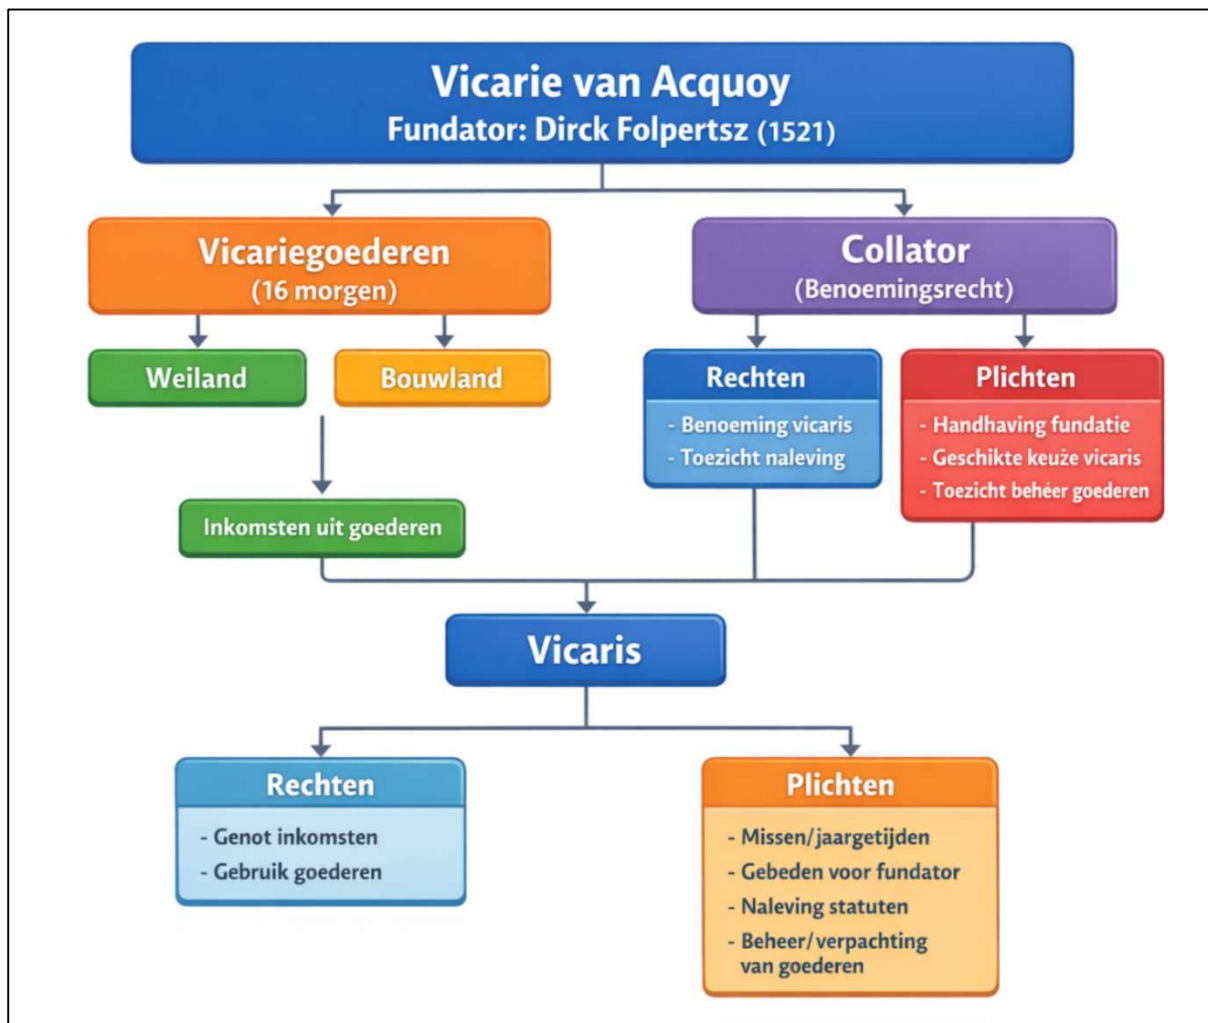 Vicarie van Acquoy
Fundator: Dirck Folpertsz (1521)
Vicariegoederen
(16 morgen)
Collator
(Benoemingsrecht)
Weiland
Bouwland
Rechten
- Benoeming vicaris
- Toezicht naleving
Plichten
- Handhaving fundatie
- Geschikte keuże vicaris
- Toezicht behéer goederen
Inkomsten uit goederen
Vicaris
Rechten
- Genot inkomsten
- Gebruik goederen
Plichten
- Missen/jaargetijden
- Gebeden voor fundator
- Naleving statuten
- Beheer/verpachting
van goederen